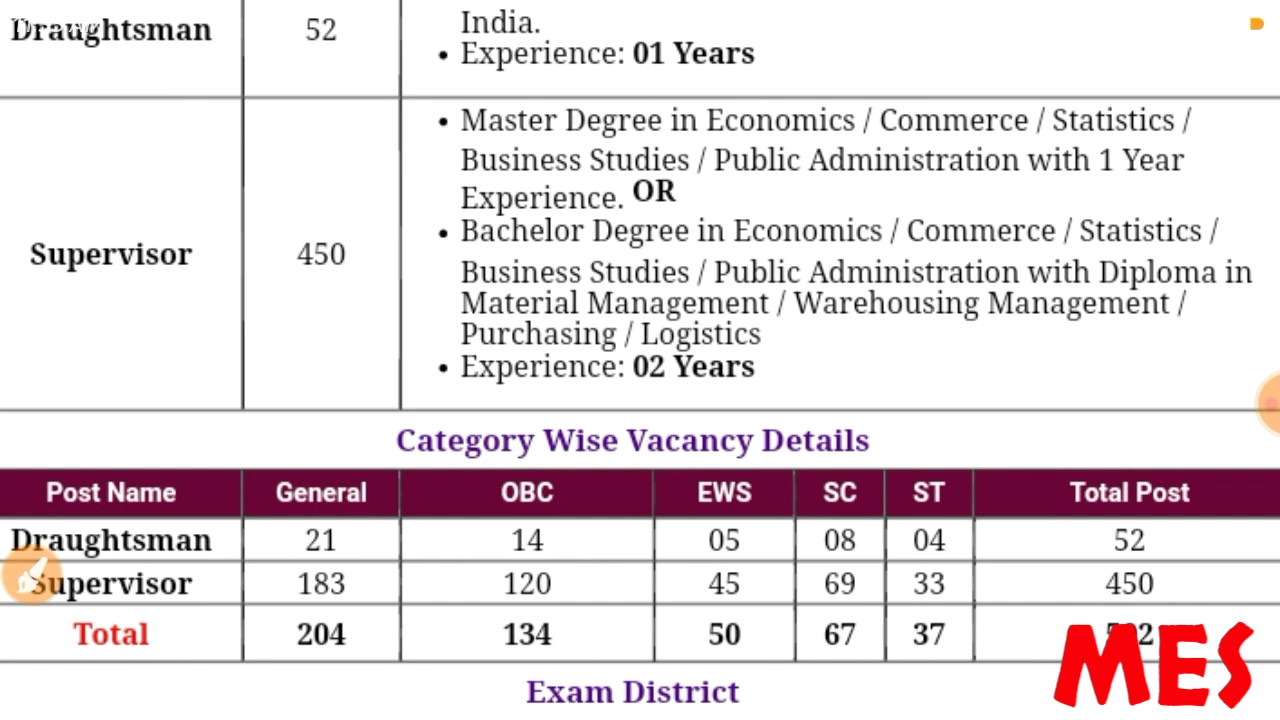 Draughtsman 52 India.
• Experience: 01 Years
Supervisor 450
• Master Degree in Economics / Commerce / Statistics /
Business Studies / Public Administration with 1 Year
Experience. OR
• Bachelor Degree in Economics / Commerce / Statistics /
Business Studies / Public Administration with Diploma in
Material Management / Warehousing Management /
Purchasing / Logistics
• Experience: 02 Years
Category Wise Vacancy Details
Post Name General OBC EWS SC ST Total Post
Draughtsman 21 14 05 08 04 52
Supervisor 183 120 45 69 33 450
Total 204 134 50 67 37
MES
Exam District